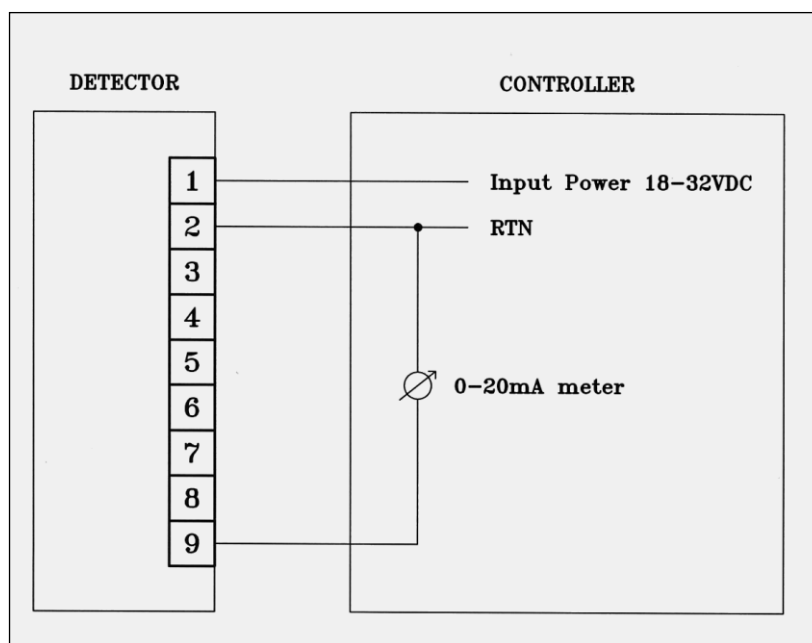 DETECTOR
CONTROLLER
1
Input Power 18-32VDC
2
RTN
3
4
5
0-20mA meter
6
7
8
9